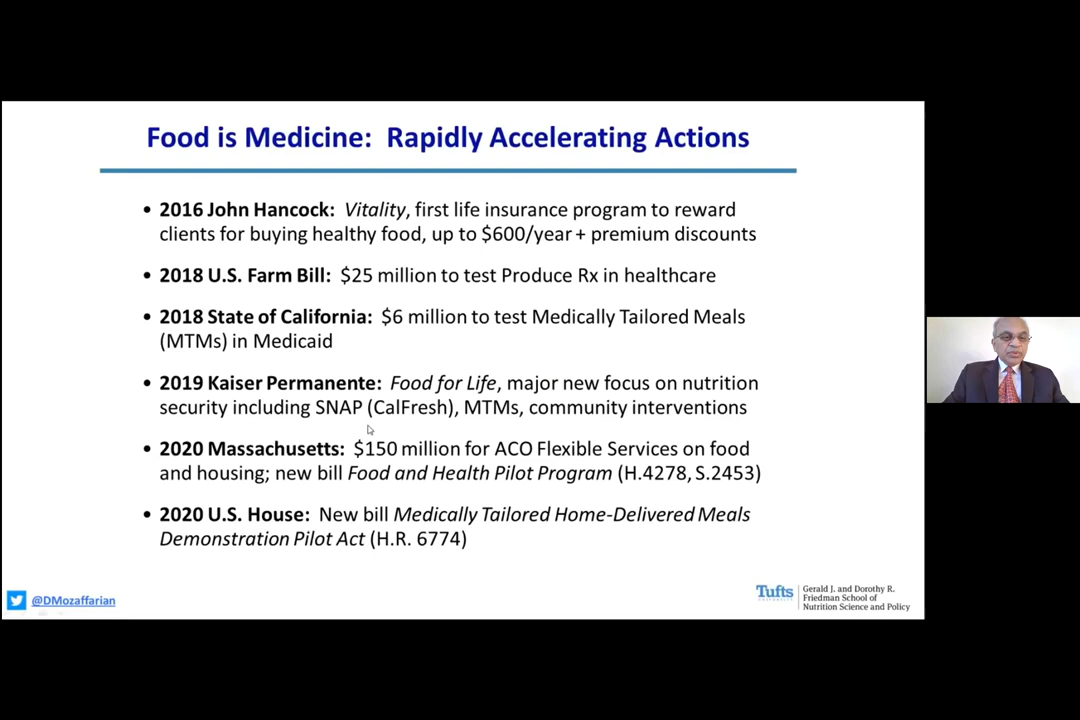 Food is Medicine: Rapidly Accelerating Actions
• 2016 John Hancock: Vitality, first life insurance program to reward
clients for buying healthy food, up to $600/year + premium discounts
• 2018 U.S. Farm Bill: $25 million to test Produce Rx in healthcare
• 2018 State of California: $6 million to test Medically Tailored Meals
(MTMs) in Medicaid
• 2019 Kaiser Permanente: Food for Life, major new focus on nutrition
security including SNAP (CalFresh), MTMs, community interventions
• 2020 Massachusetts: $150 million for ACO Flexible Services on food
and housing; new bill Food and Health Pilot Program (H.4278, S.2453)
• 2020 U.S. House: New bill Medically Tailored Home-Delivered Meals
Demonstration Pilot Act (H.R. 6774)
@DMozaffarian
Tufts
UNIVERSITY
Gerald J. and Dorothy R.
Friedman School of
Nutrition Science and Policy